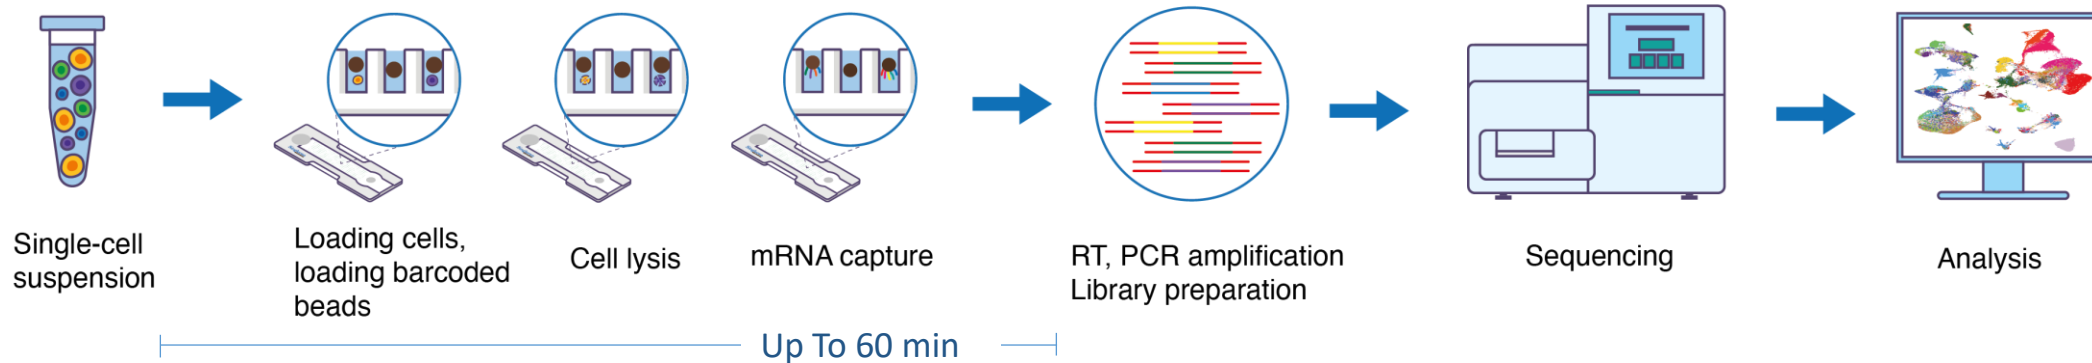 Single-cell
suspension
Loading cells,
loading barcoded
beads
Cell lysis
mRNA capture
RT, PCR amplification
Library preparation
Sequencing
Analysis
Up To 60 min